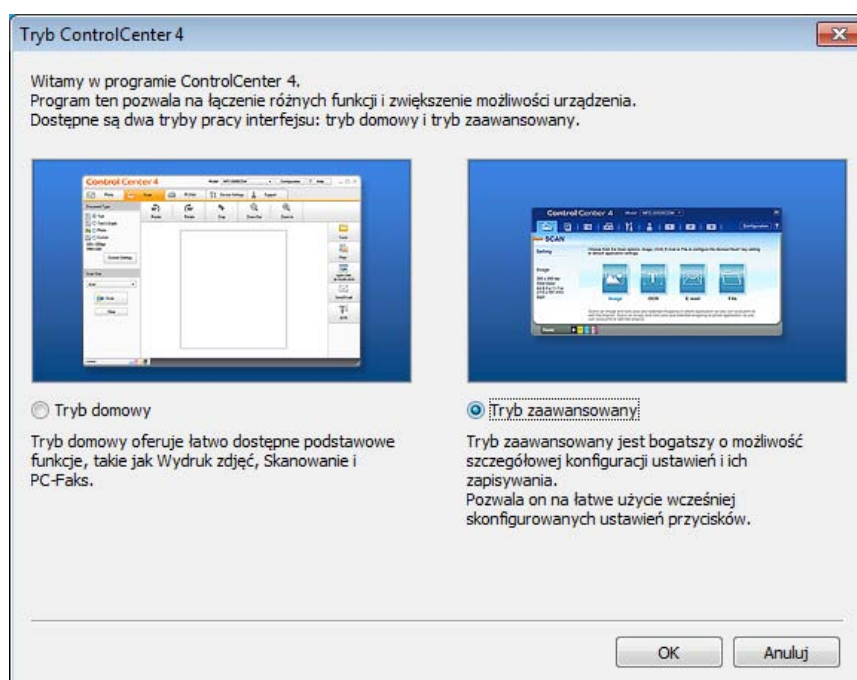 Tryb ControlCenter 4
Witamy w programie ControlCenter 4.
Program ten pozwala na łączenie różnych funkcji i zwiększenie możliwości urządzenia.
Dostępne są dwa tryby pracy interfejsu: tryb domowy i tryb zaawansowany.
Control Center 4
Control Center 4
SCAN
Image
OCR
E-mail
File
Tryb domowy
Tryb domowy oferuje łatwo dostępne podstawowe
funkcje, takie jak Wydruk zdjęć, Skanowanie i
PC-Faks.
Tryb zaawansowany
Tryb zaawansowany jest bogatszy o możliwość
szczegółowej konfiguracji ustawień i ich
zapisywania.
Pozwala on na łatwe użycie wcześniej
skonfigurowanych ustawień przycisków.
OK
Anuluj